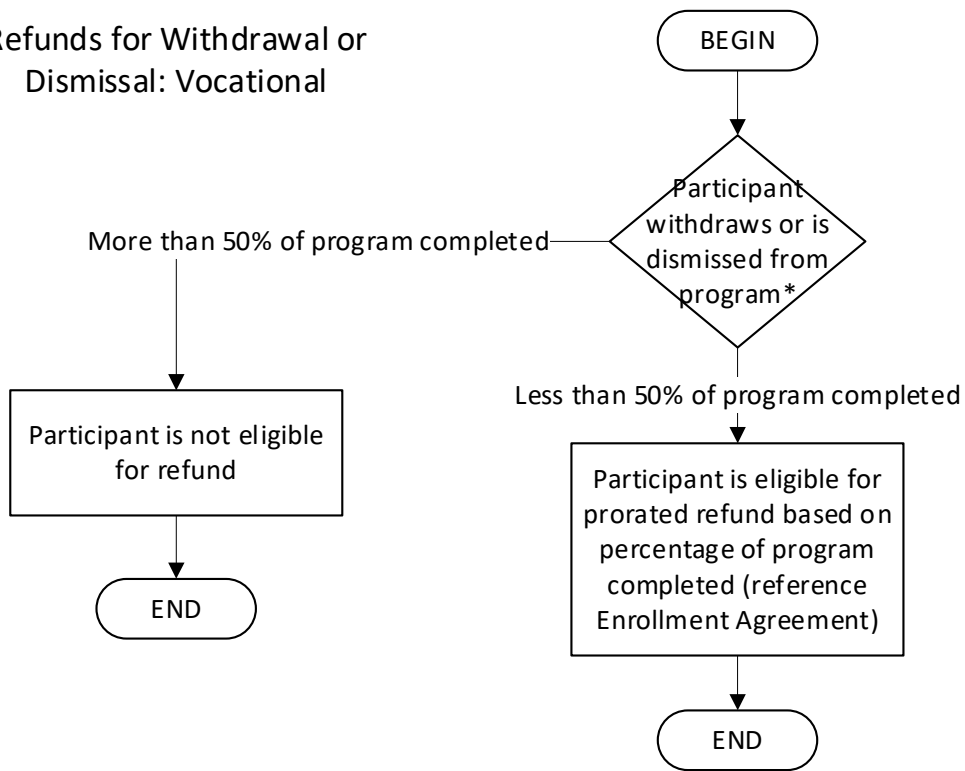 efunds for Withdrawal or
Dismissal: Vocational
BEGIN
Participant
withdraws or is
dismissed from
program*
More than 50% of program completed
Less than 50% of program completed
Participant is not eligible
for refund
END
Participant is eligible for
prorated refund based on
percentage of program
completed (reference
Enrollment Agreement)
END